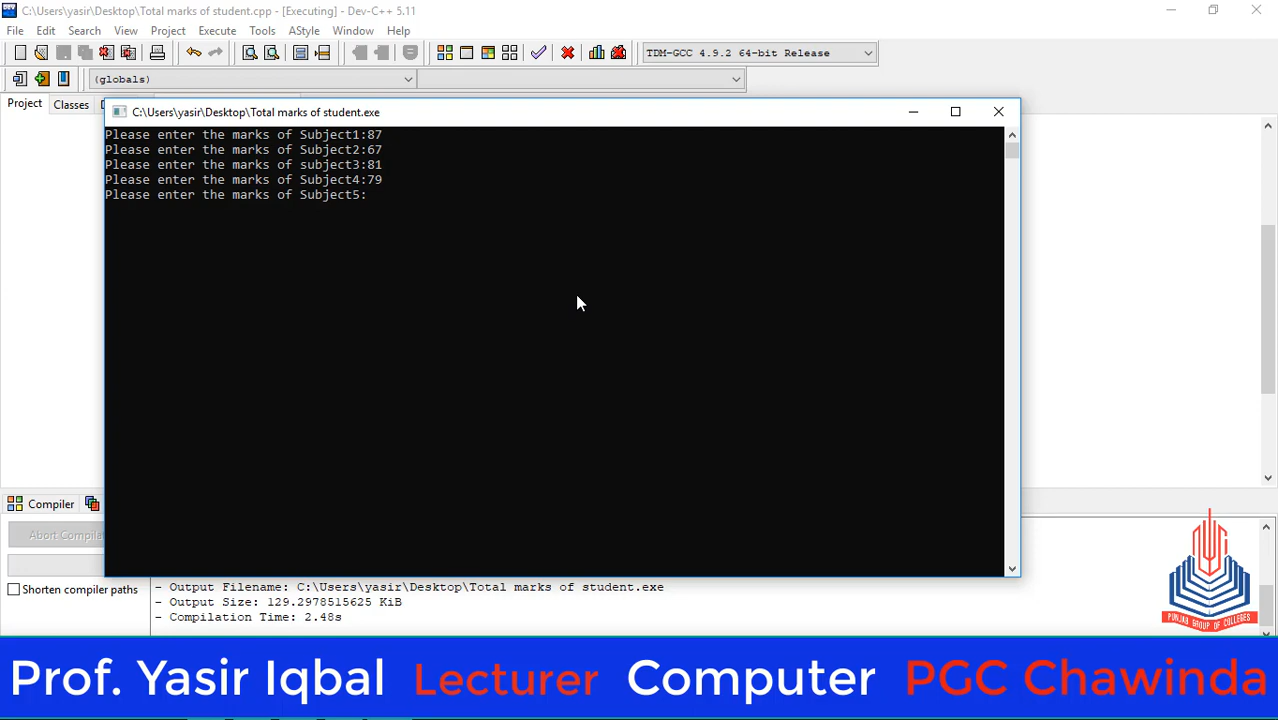 C:\Users\yasir\Desktop\Total marks of student.cpp - [Executing] - Dev-C++ 5.11
File Edit Search View Project Execute Tools AStyle Window Help
TDM-GCC 4.9.2 64-bit Release
(globals)
Project Classes
C:\Users\yasir\Desktop\Total marks of student.exe
Please enter the marks of Subject1:87
Please enter the marks of Subject2:67
Please enter the marks of subject3:81
Please enter the marks of Subject4:79
Please enter the marks of Subject5:
Compiler
Abort Compile
Shorten compiler paths
- Output Filename: C:\Users\yasir\Desktop\Total marks of student.exe
- Output Size: 129.2978515625 KiB
- Compilation Time: 2.48s
PUNJAB GROUP OF COLLEGES
Prof. Yasir Iqbal Lecturer Computer PGC Chawinda